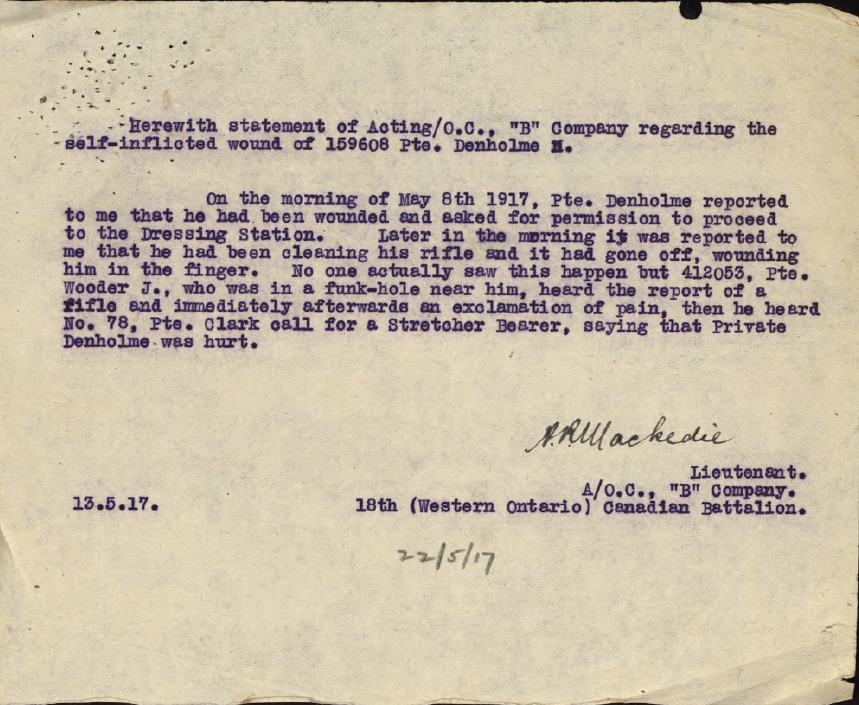 Herewith statement of Acting/O.C., "B" Company regarding the
self-inflicted wound of 159608 Pte. Denholme N.
On the morning of May 8th 1917, Pte. Denholme reported
to me that he had been wounded and asked for permission to proceed
to the Dressing Station. Later in the morning it was reported to
me that he had been cleaning his rifle and it had gone off, wounding
him in the finger. No one actually saw this happen but 412053, Pte.
Wooder J., who was in a funk-hole near him, heard the report of a
rifle and immediately afterwards an exclamation of pain, then he heard
No. 78, Pte. Clark call for a Stretcher Bearer, saying that Private
Denholme was hurt.
A.R. Mackedie
Lieutenant.
A/O.C., "B" Company.
13.5.17. 18th (Western Ontario) Canadian Battalion.
22/5/17